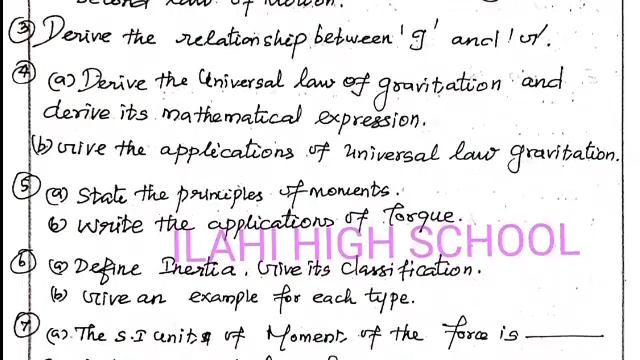 ③ Derive the relationship between 'g' and 'G'.
④ (a) Derive the Universal law of gravitation and
derive its mathematical expression.
(b) Give the applications of Universal law gravitation.
⑤ (a) State the principles of moments.
(b) Write the applications of Torque.
ILAHI HIGH SCHOOL
⑥ (a) Define Inertia. Give its classification.
(b) Give an example for each type.
⑦ (a) The S.I units of Moment of the force is